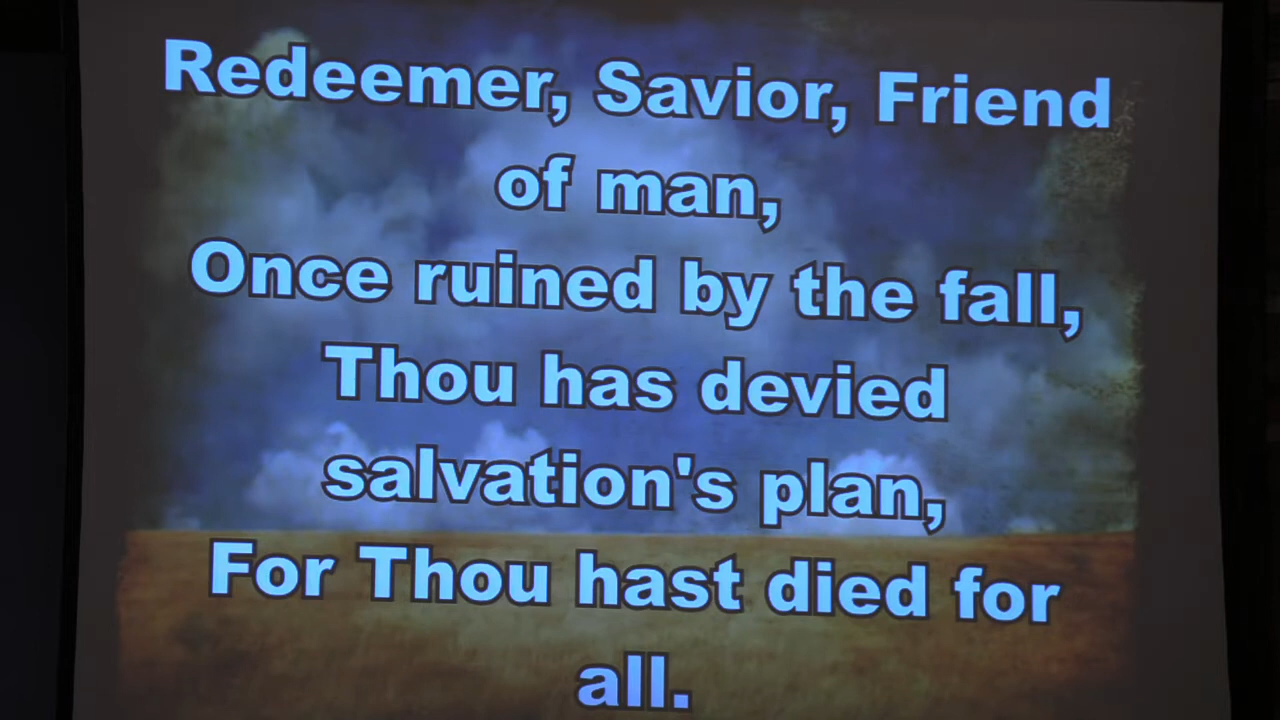 Redeemer, Savior, Friend
of man,
Once ruined by the fall,
Thou has devied
salvation's plan,
For Thou hast died for
all.